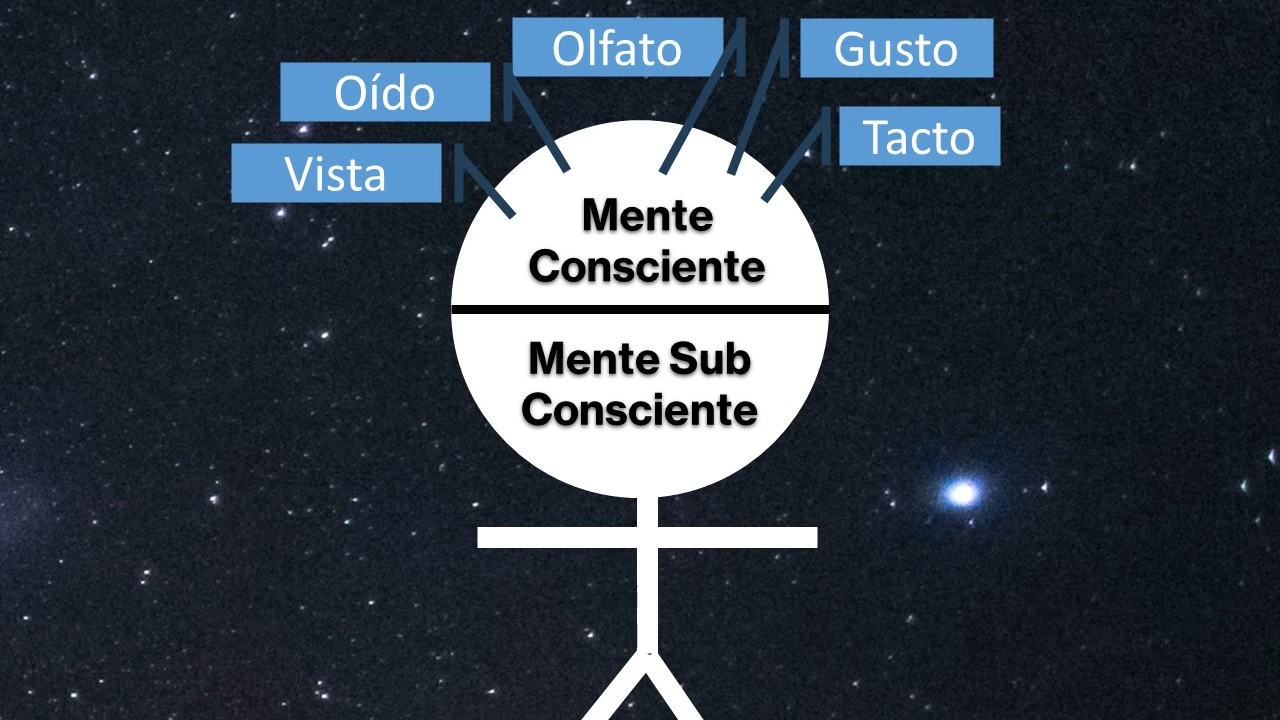 Olfato
Gusto
Oído
Tacto
Vista
Mente
Consciente
Mente Sub
Consciente